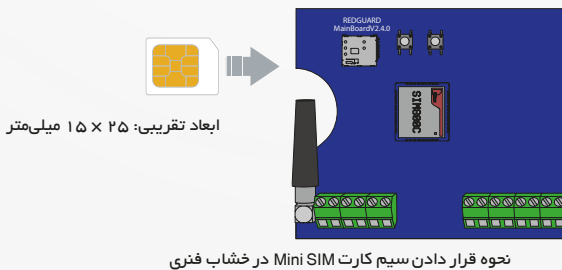 REDGUARD
MainBoardV2.4.0
SIM800C
ابعاد تقریبی: ۲۵ × ۱۵ میلی‌متر
نحوه قرار دادن سیم کارت Mini SIM در خشاب فنری